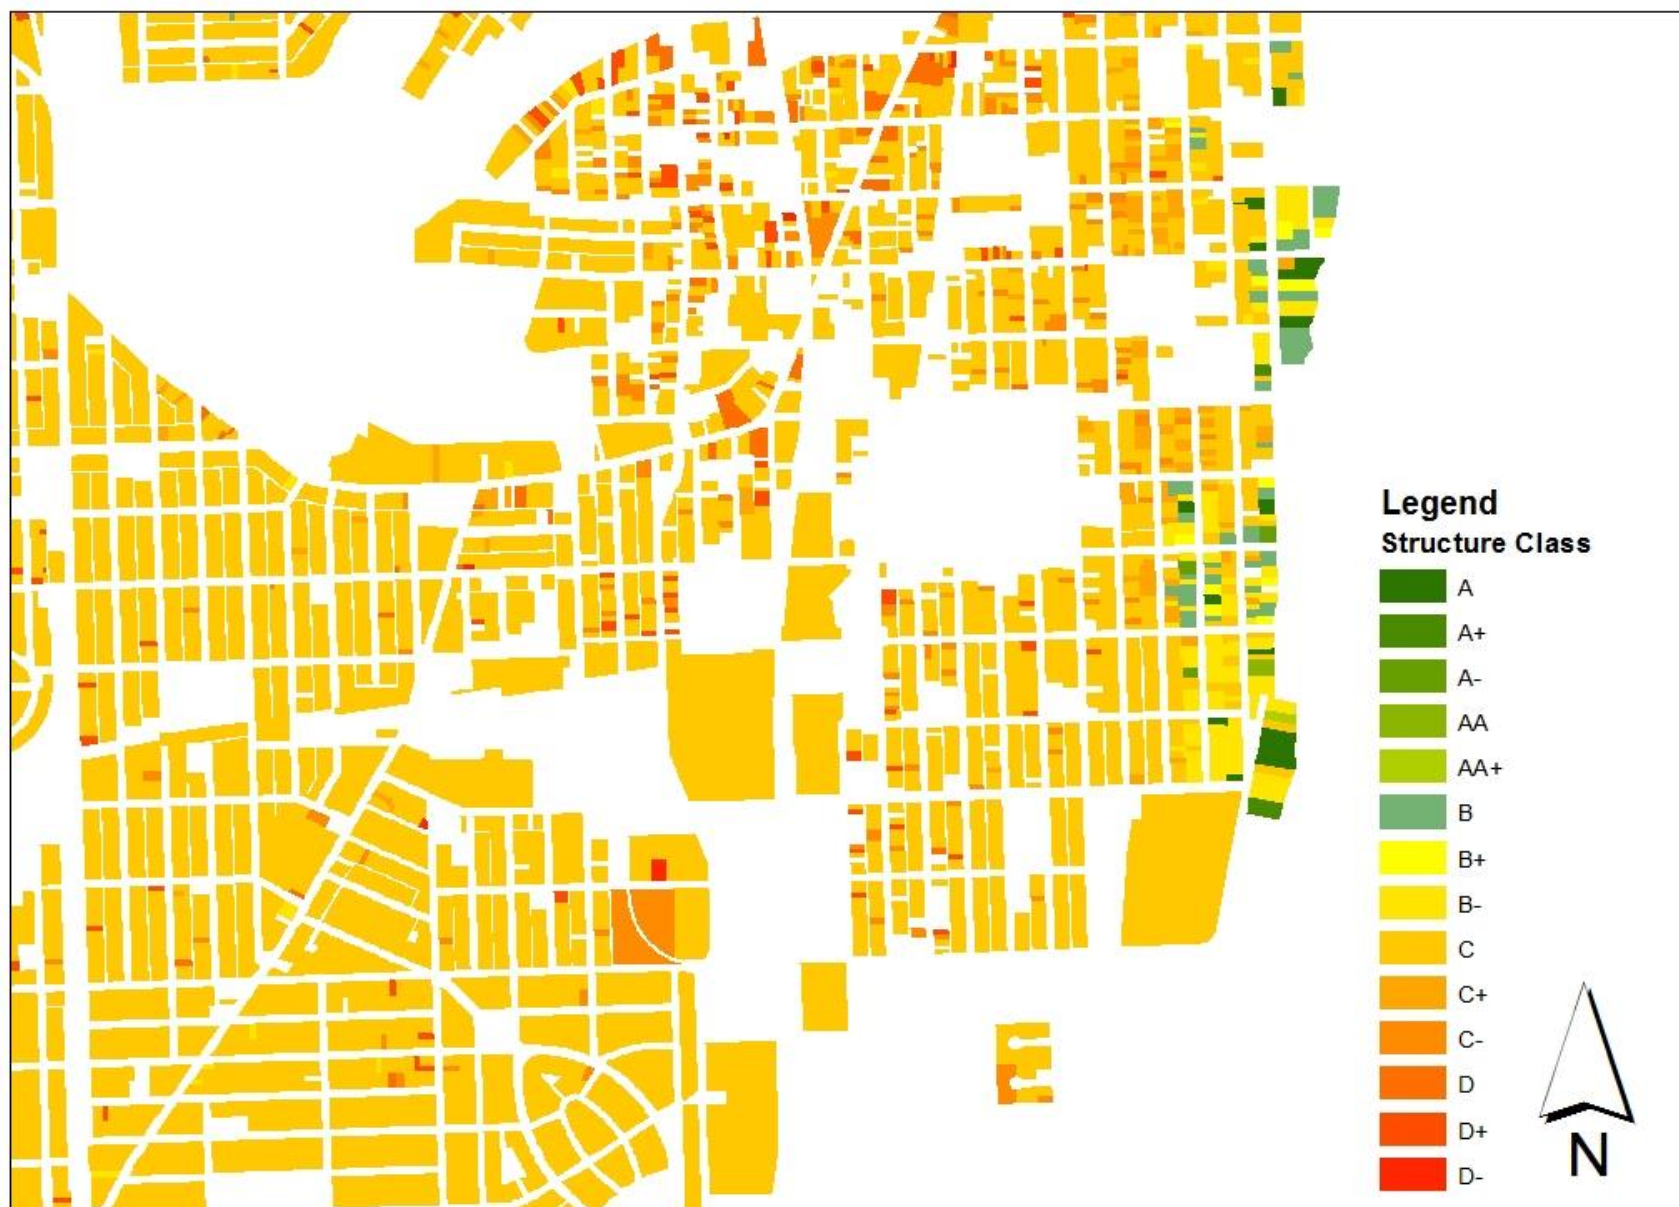 Legend
Structure Class
A
A+
A-
AA
AA+
B
B+
B-
C
C+
C-
D
D+
D-
N